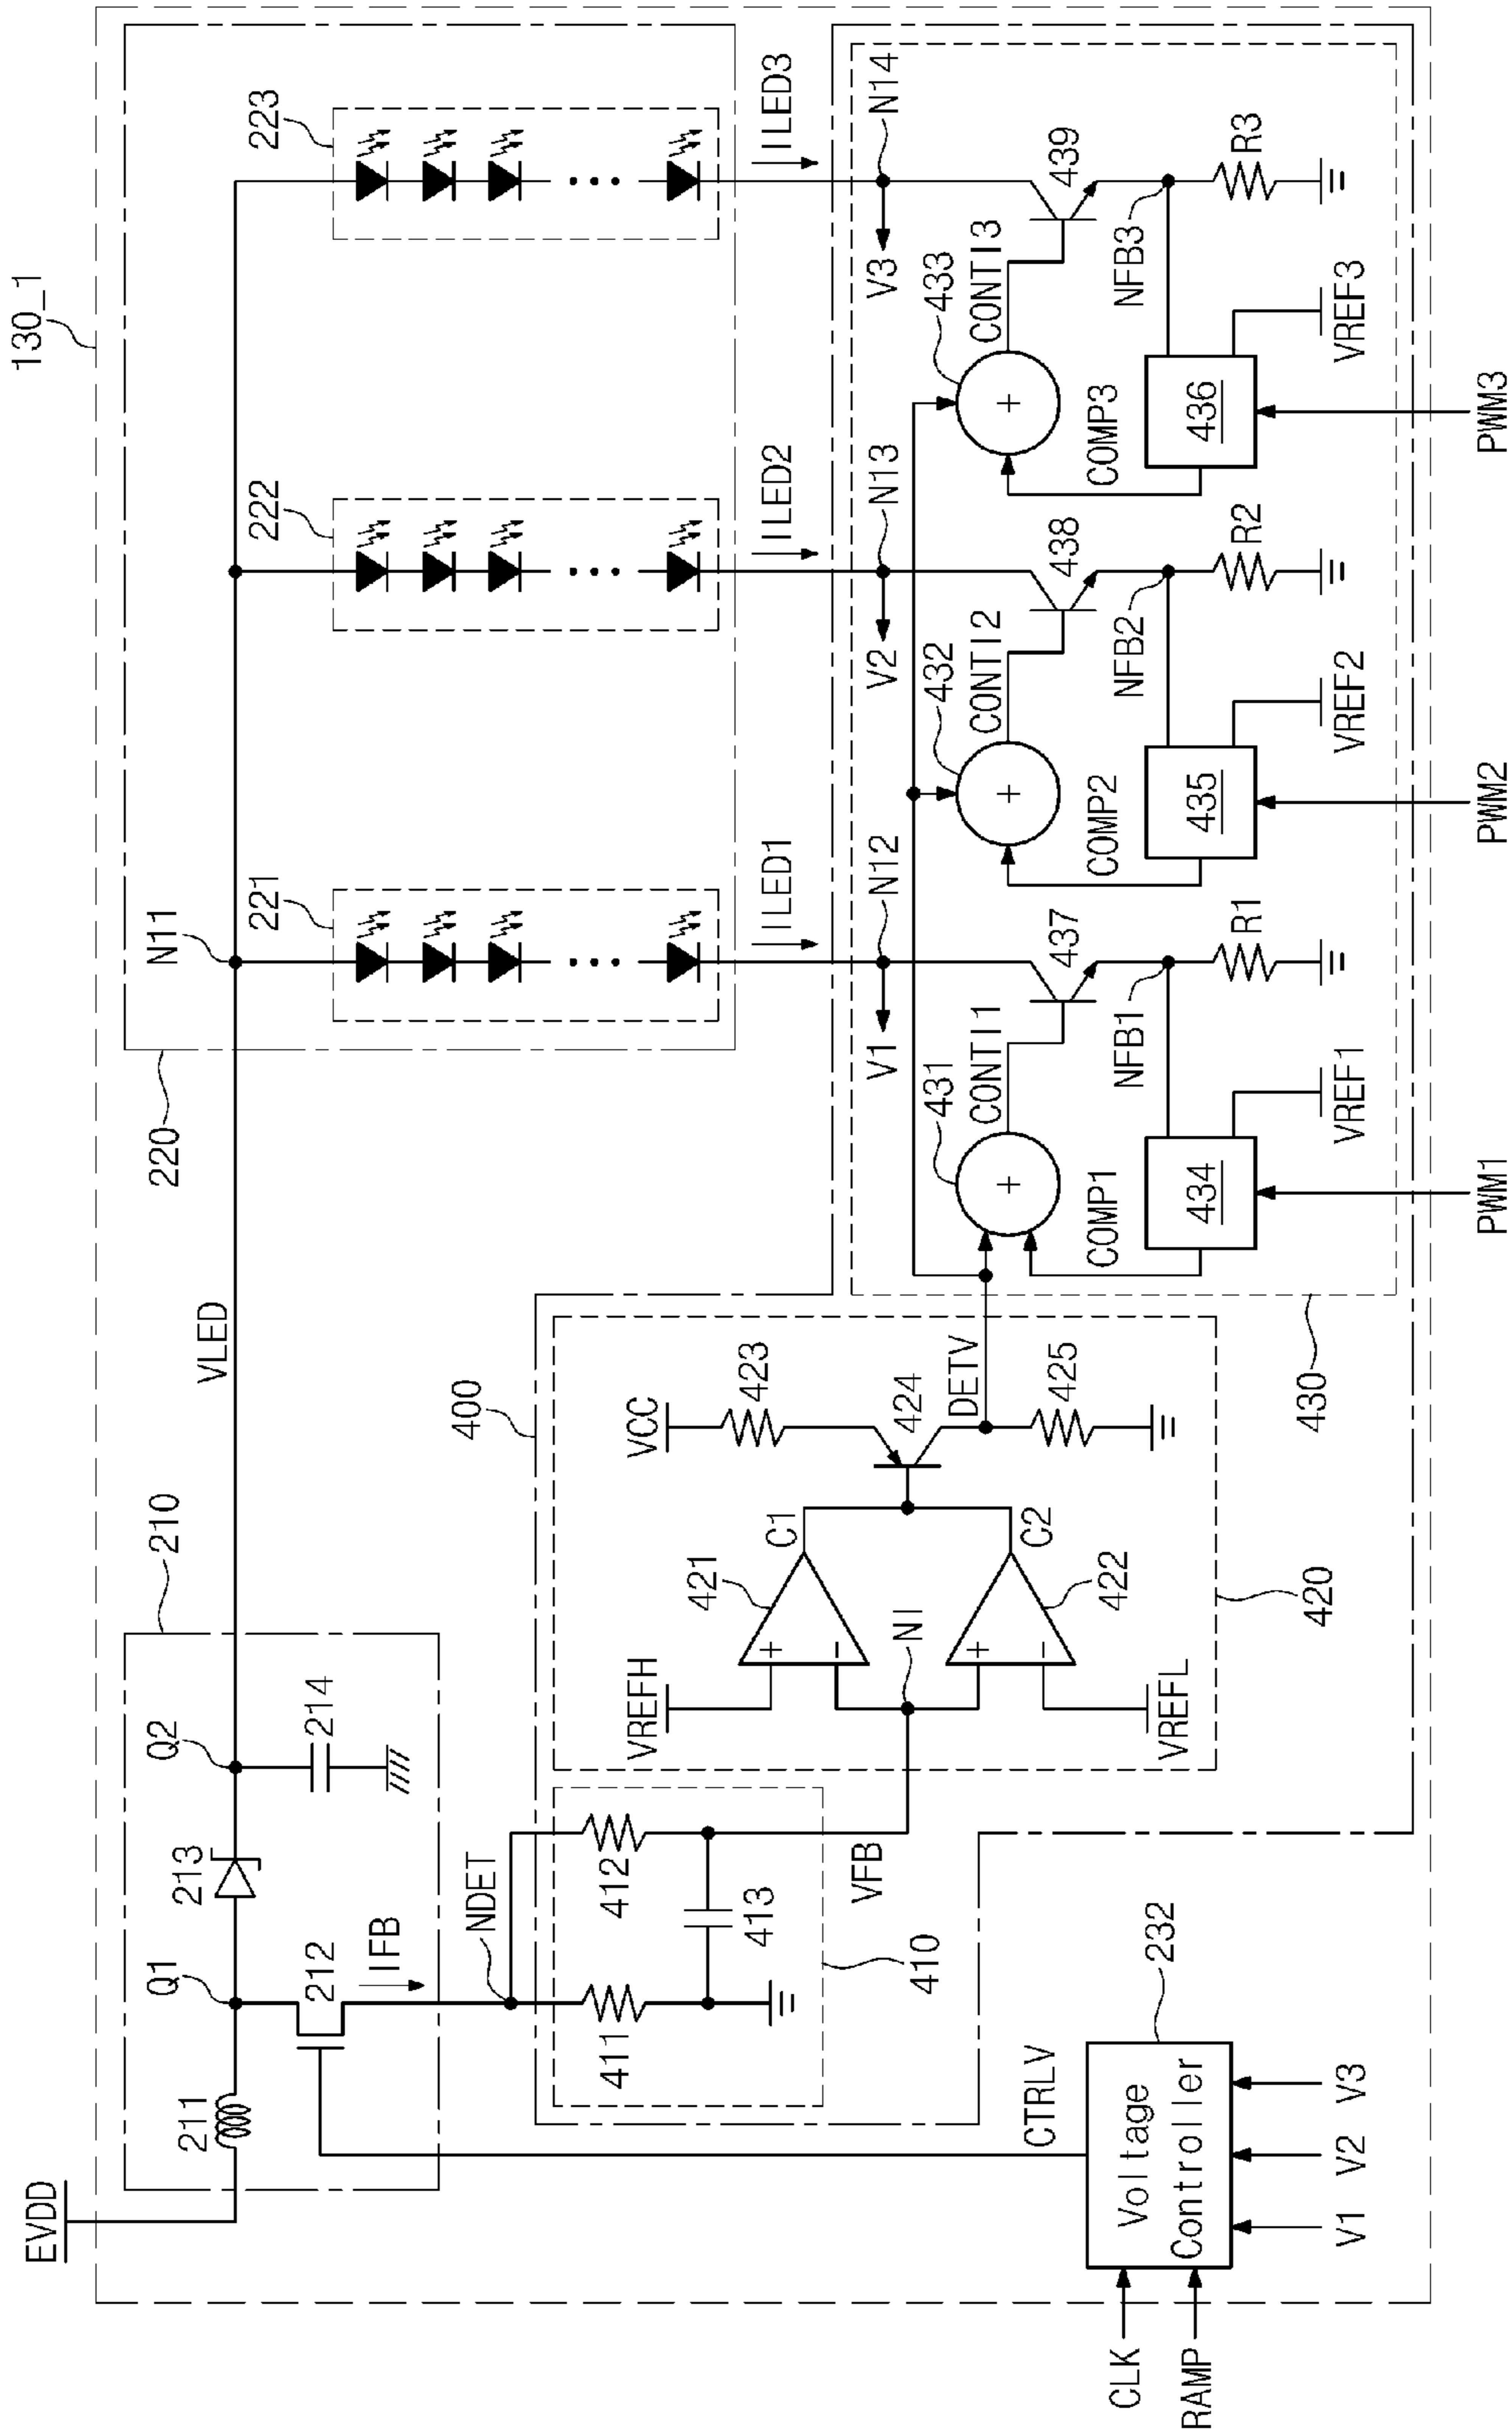 130_1
EVDD
210
VLED
N11
220
221
222
223
211
Q1
213
Q2
214
212
IFB
NDET
400
ILED1
ILED2
ILED3
411
412
413
VFB
410
VREFH
421
C1
NI
VREFL
422
C2
VCC
423
424
DETV
425
420
430
V1
N12
V2
N13
V3
N14
431
+
CONTI1
437
COMP1
434
NFB1
R1
VREF1
PWM1
432
+
CONTI2
438
COMP2
435
NFB2
R2
VREF2
PWM2
433
+
CONTI3
439
COMP3
436
NFB3
R3
VREF3
PWM3
+
-
+
-
CTRLV
232
Voltage
Controller
CLK
RAMP
V1
V2
V3